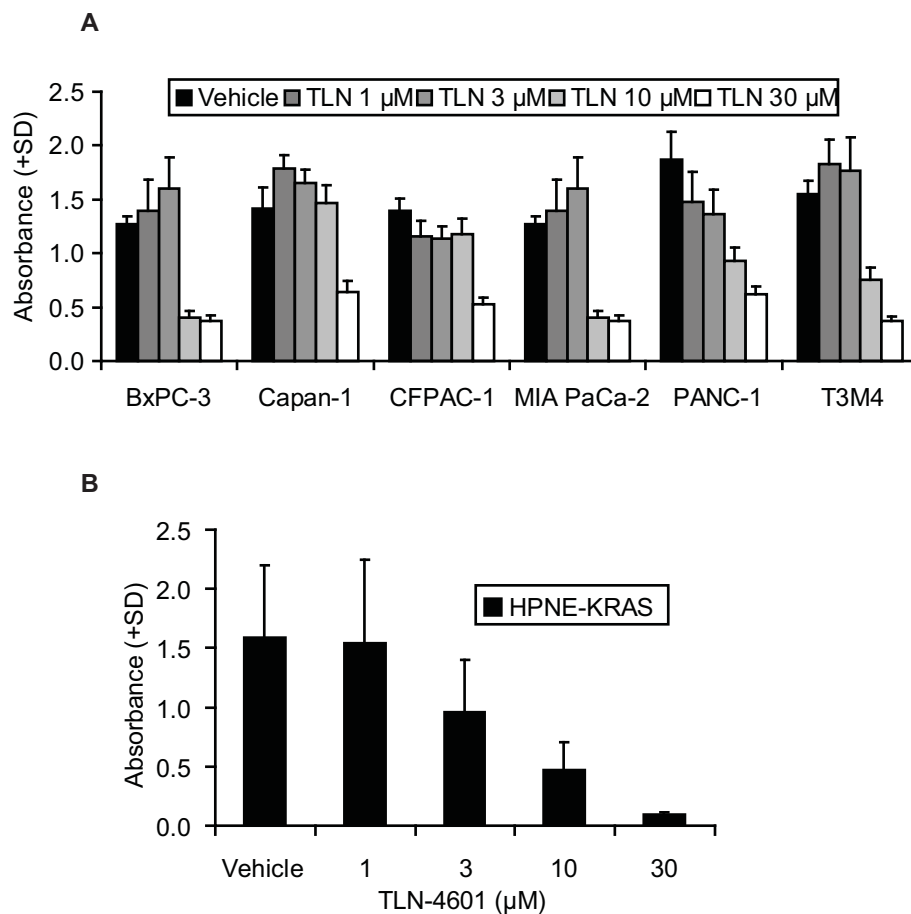 A
Vehicle TLN 1 µM TLN 3 µM TLN 10 µM TLN 30 µM
Absorbance (+SD)
2.5
2.0
1.5
1.0
0.5
0.0
BxPC-3 Capan-1 CFPAC-1 MIA PaCa-2 PANC-1 T3M4
B
HPNE-KRAS
Absorbance (+SD)
2.5
2.0
1.5
1.0
0.5
0.0
Vehicle 1 3 10 30
TLN-4601 (µM)